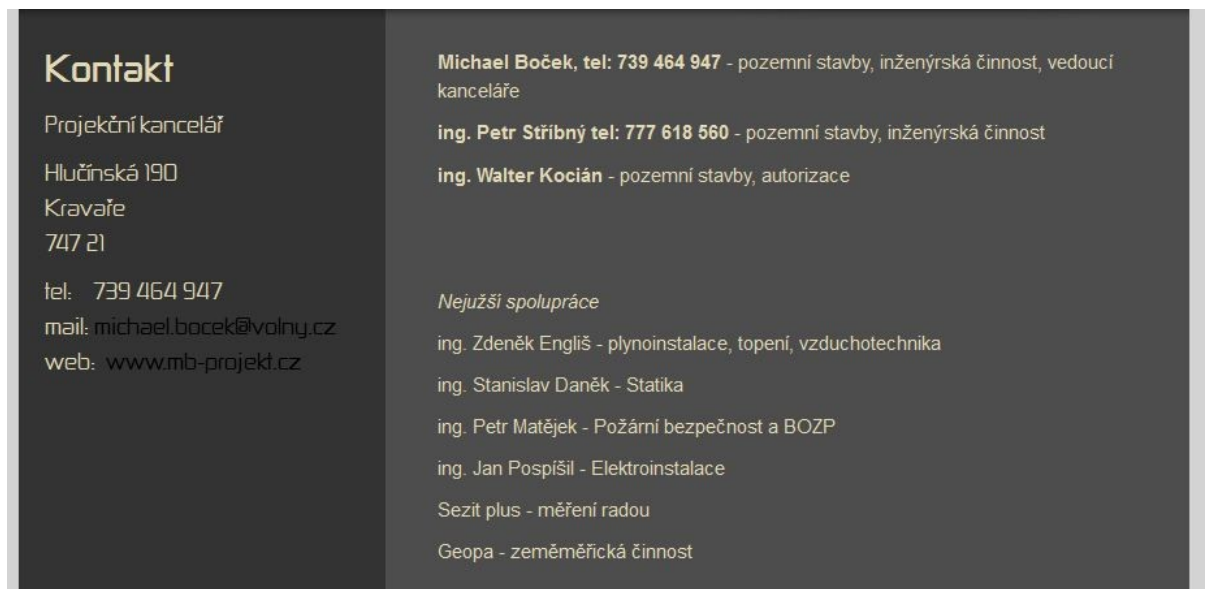 Kontakt
Projekční kancelář
Hlučínská 190
Kravaře
747 21
tel: 739 464 947
mail: michael.bocek@volny.cz
web: www.mb-projekt.cz
Michael Boček, tel: 739 464 947 - pozemní stavby, inženýrská činnost, vedoucí
kanceláře
ing. Petr Stříbný tel: 777 618 560 - pozemní stavby, inženýrská činnost
ing. Walter Kocián - pozemní stavby, autorizace
Nejužší spolupráce
ing. Zdeněk Engliš - plynoinstalace, topení, vzduchotechnika
ing. Stanislav Daněk - Statika
ing. Petr Matějek - Požární bezpečnost a BOZP
ing. Jan Pospíšil - Elektroinstalace
Sezit plus - měření radou
Geopa - zeměměřická činnost